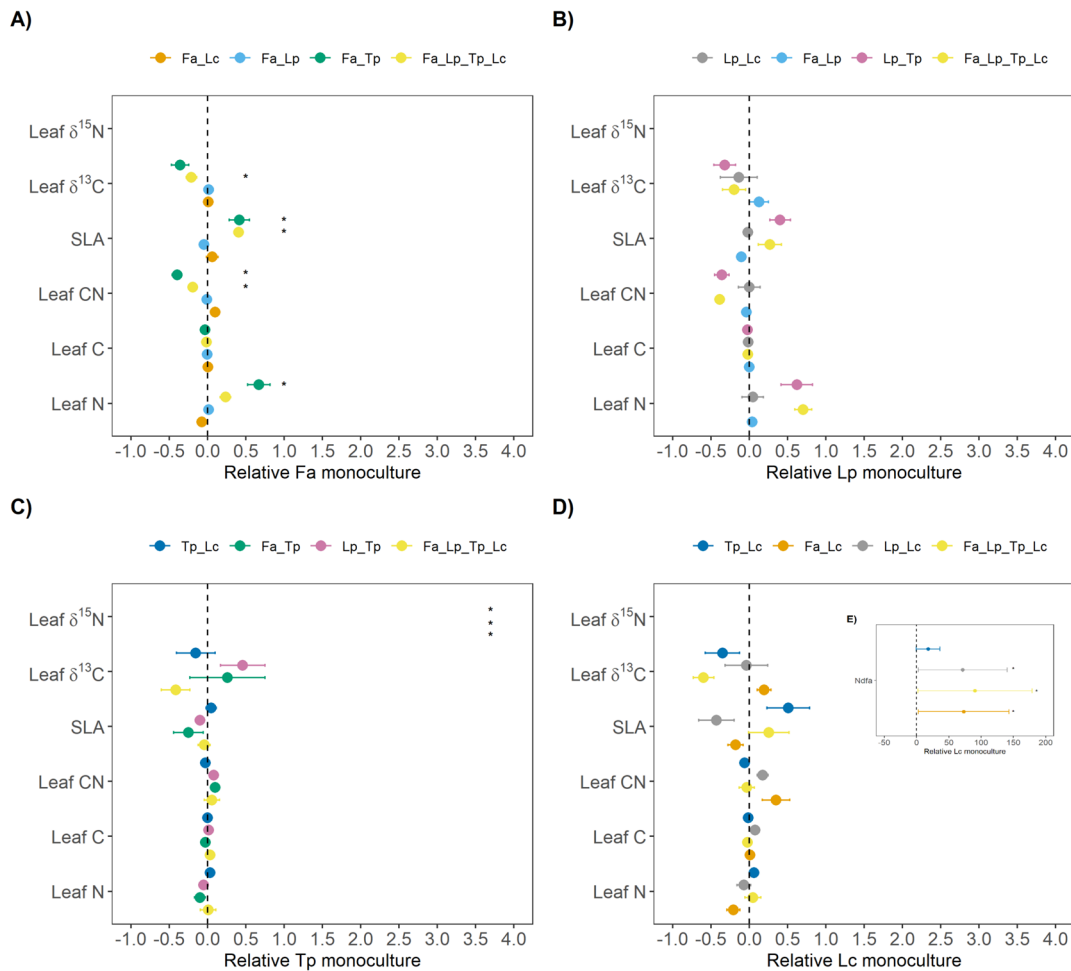 A)
Fa_Lc Fa_Lp Fa_Tp Fa_Lp_Tp_Lc
Leaf δ¹⁵N
Leaf δ¹³C
*
SLA
*
*
Leaf CN
*
*
Leaf C
Leaf N
*
-1.0 -0.5 0.0 0.5 1.0 1.5 2.0 2.5 3.0 3.5 4.0
Relative Fa monoculture
B)
Lp_Lc Fa_Lp Lp_Tp Fa_Lp_Tp_Lc
Leaf δ¹⁵N
Leaf δ¹³C
SLA
Leaf CN
Leaf C
Leaf N
-1.0 -0.5 0.0 0.5 1.0 1.5 2.0 2.5 3.0 3.5 4.0
Relative Lp monoculture
C)
Tp_Lc Fa_Tp Lp_Tp Fa_Lp_Tp_Lc
Leaf δ¹⁵N
*
*
*
Leaf δ¹³C
SLA
Leaf CN
Leaf C
Leaf N
-1.0 -0.5 0.0 0.5 1.0 1.5 2.0 2.5 3.0 3.5 4.0
Relative Tp monoculture
D)
Tp_Lc Fa_Lc Lp_Lc Fa_Lp_Tp_Lc
Leaf δ¹⁵N
Leaf δ¹³C
SLA
Leaf CN
Leaf C
Leaf N
-1.0 -0.5 0.0 0.5 1.0 1.5 2.0 2.5 3.0 3.5 4.0
Relative Lc monoculture
E)
Ndfa
*
*
*
-50 0 50 100 150 200
Relative Lc monoculture